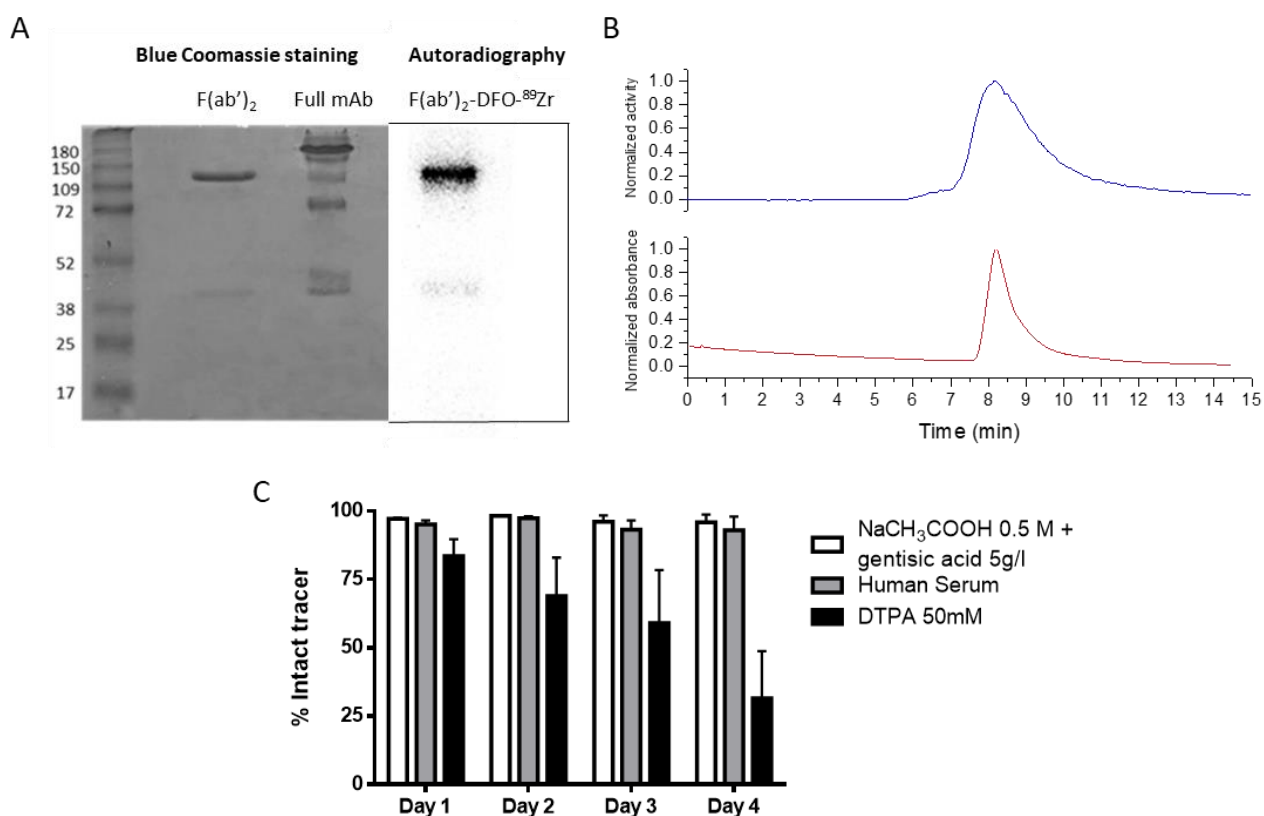 A
Blue Coomassie staining
Autoradiography
F(ab’)₂
Full mAb
F(ab’)₂-DFO-⁸⁹Zr
180
150
109
72
52
38
25
17
B
Normalized activity
1.0
0.8
0.6
0.4
0.2
0.0
Normalized absorbance
1.0
0.8
0.6
0.4
0.2
0.0
0 1 2 3 4 5 6 7 8 9 10 11 12 13 14 15
Time (min)
C
% Intact tracer
100
75
50
25
0
Day 1 Day 2 Day 3 Day 4
NaCH₃COOH 0.5 M +
gentisic acid 5g/l
Human Serum
DTPA 50mM